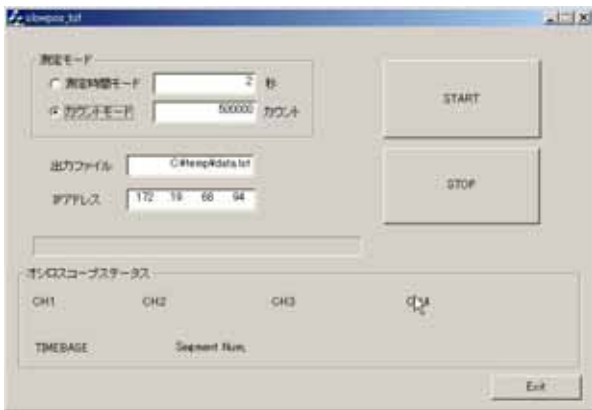 slowpos_tst
測定モード
測定時間モード 2 秒
カウントモード 500000 カウント
START
出力ファイル C:¥temp¥data.txt
IPアドレス 172 19 68 94
STOP
オシロスコープステータス
CH1 CH2 CH3
TIMEBASE Segment Num.
Exit